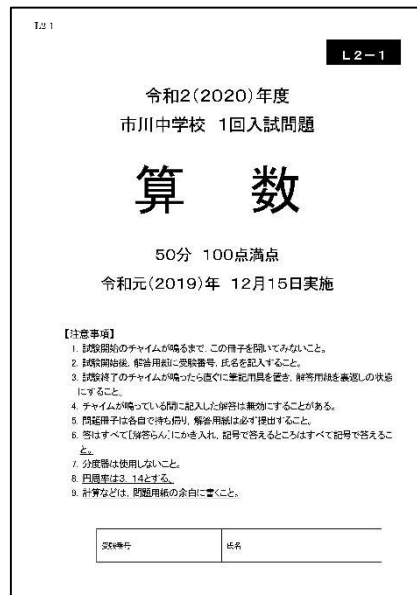 L2-1
L2-1
令和2(2020)年度
市川中学校 1回入試問題
算 数
50分 100点満点
令和元(2019)年 12月15日実施
【注意事項】
1. 試験開始のチャイムが鳴るまで、この冊子を開いてみないこと。
2. 試験開始後、解答用紙に受験番号、氏名を記入すること。
3. 試験終了のチャイムが鳴ったら直ぐに筆記用具を置き、解答用紙を裏返しの状態
にすること。
4. チャイムが鳴っている間に記入した解答は無効にすることがある。
5. 問題冊子は各自で持ち帰り、解答用紙は必ず提出すること。
6. 答はすべて[解答らん]にかき入れ、記号で答えるところはすべて記号で答えるこ
と。
7. 分度器は使用しないこと。
8. 円周率は3.14とする。
9. 計算などは、問題用紙の余白に書くこと。
受験番号 氏名